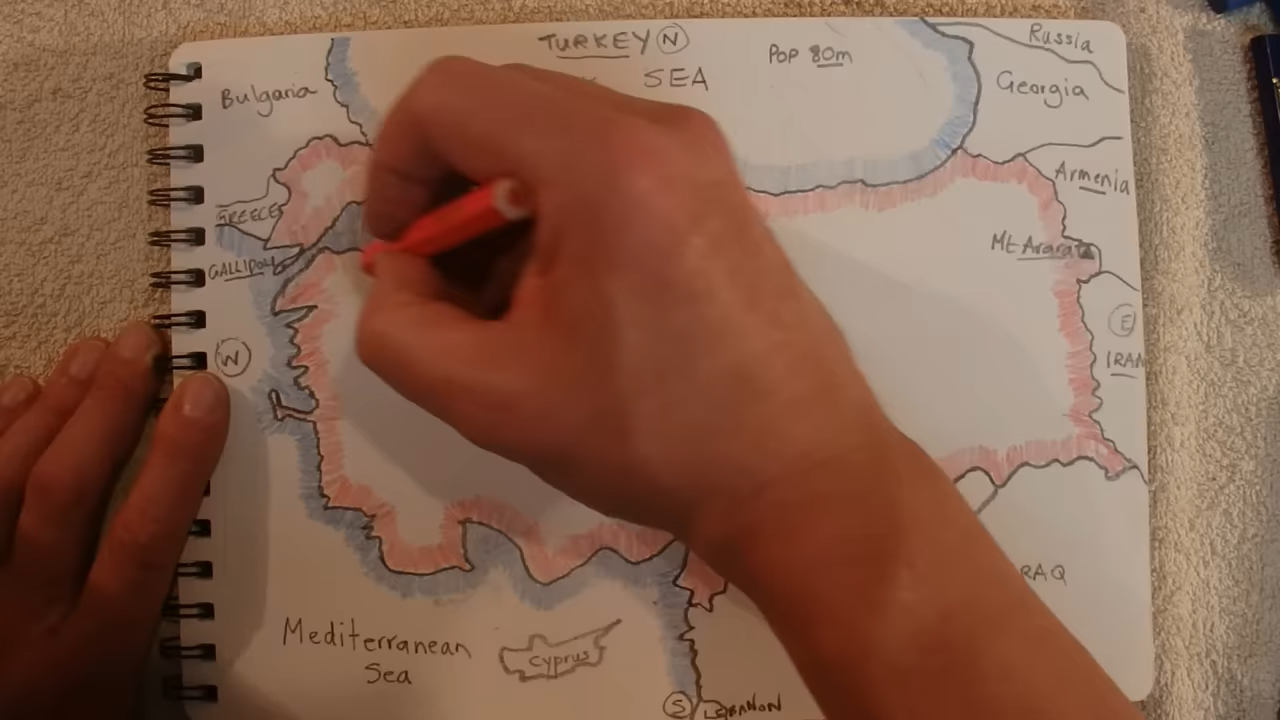 TURKEY N
Pop 80m
Russia
SEA
Bulgaria
Georgia
Armenia
GREECE
Mt Ararat
GALLIPOLI
E
W
IRAN
RAQ
Mediterranean
Sea
Cyprus
S
LEBANON